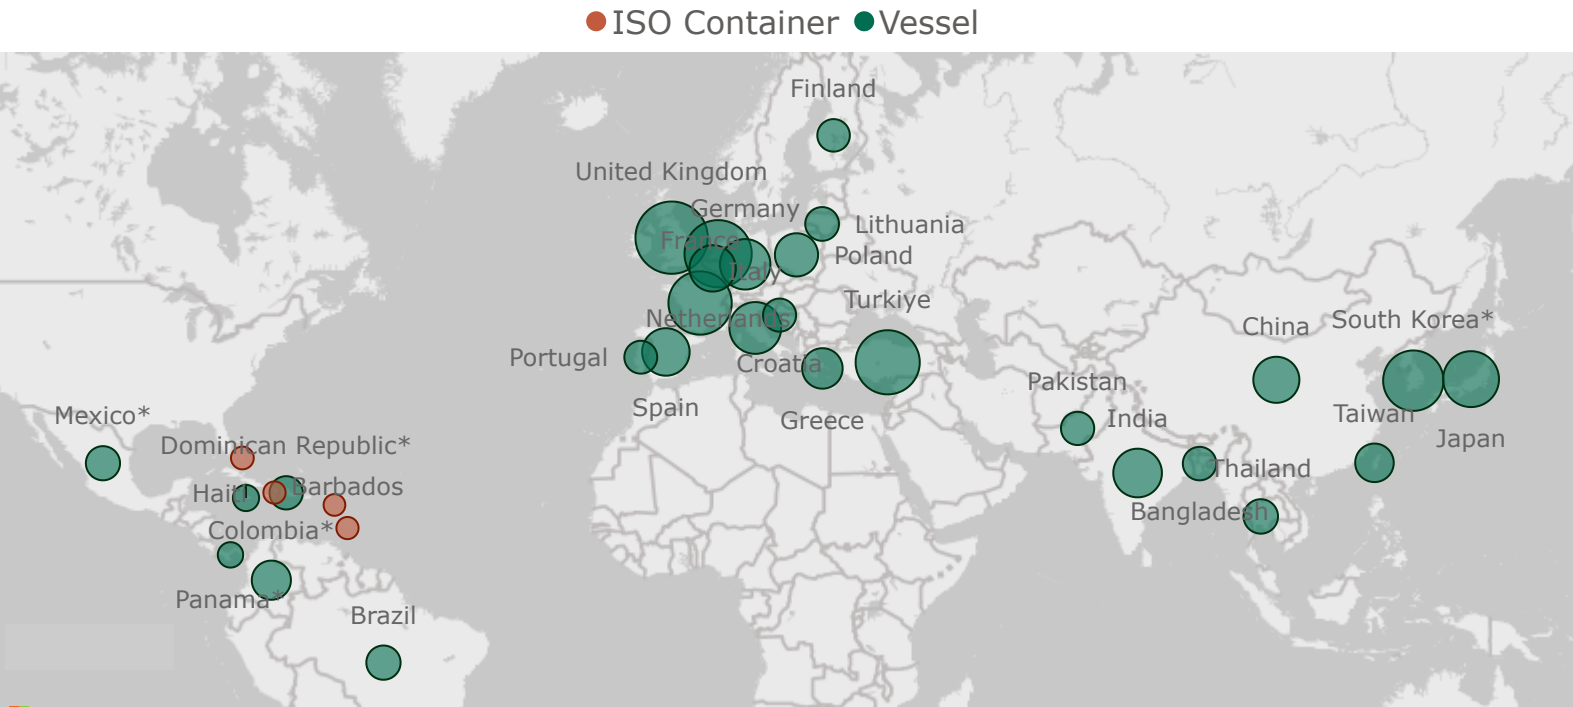 ISO Container Vessel
Finland
United Kingdom
Germany
Lithuania
France
Poland
Italy
Turkiye
Netherlands
China
South Korea*
Portugal
Croatia
Pakistan
Spain
Mexico*
Taiwan
India
Greece
Japan
Dominican Republic*
Thailand
Haiti
Barbados
Bangladesh
Colombia*
Panama*
Brazil